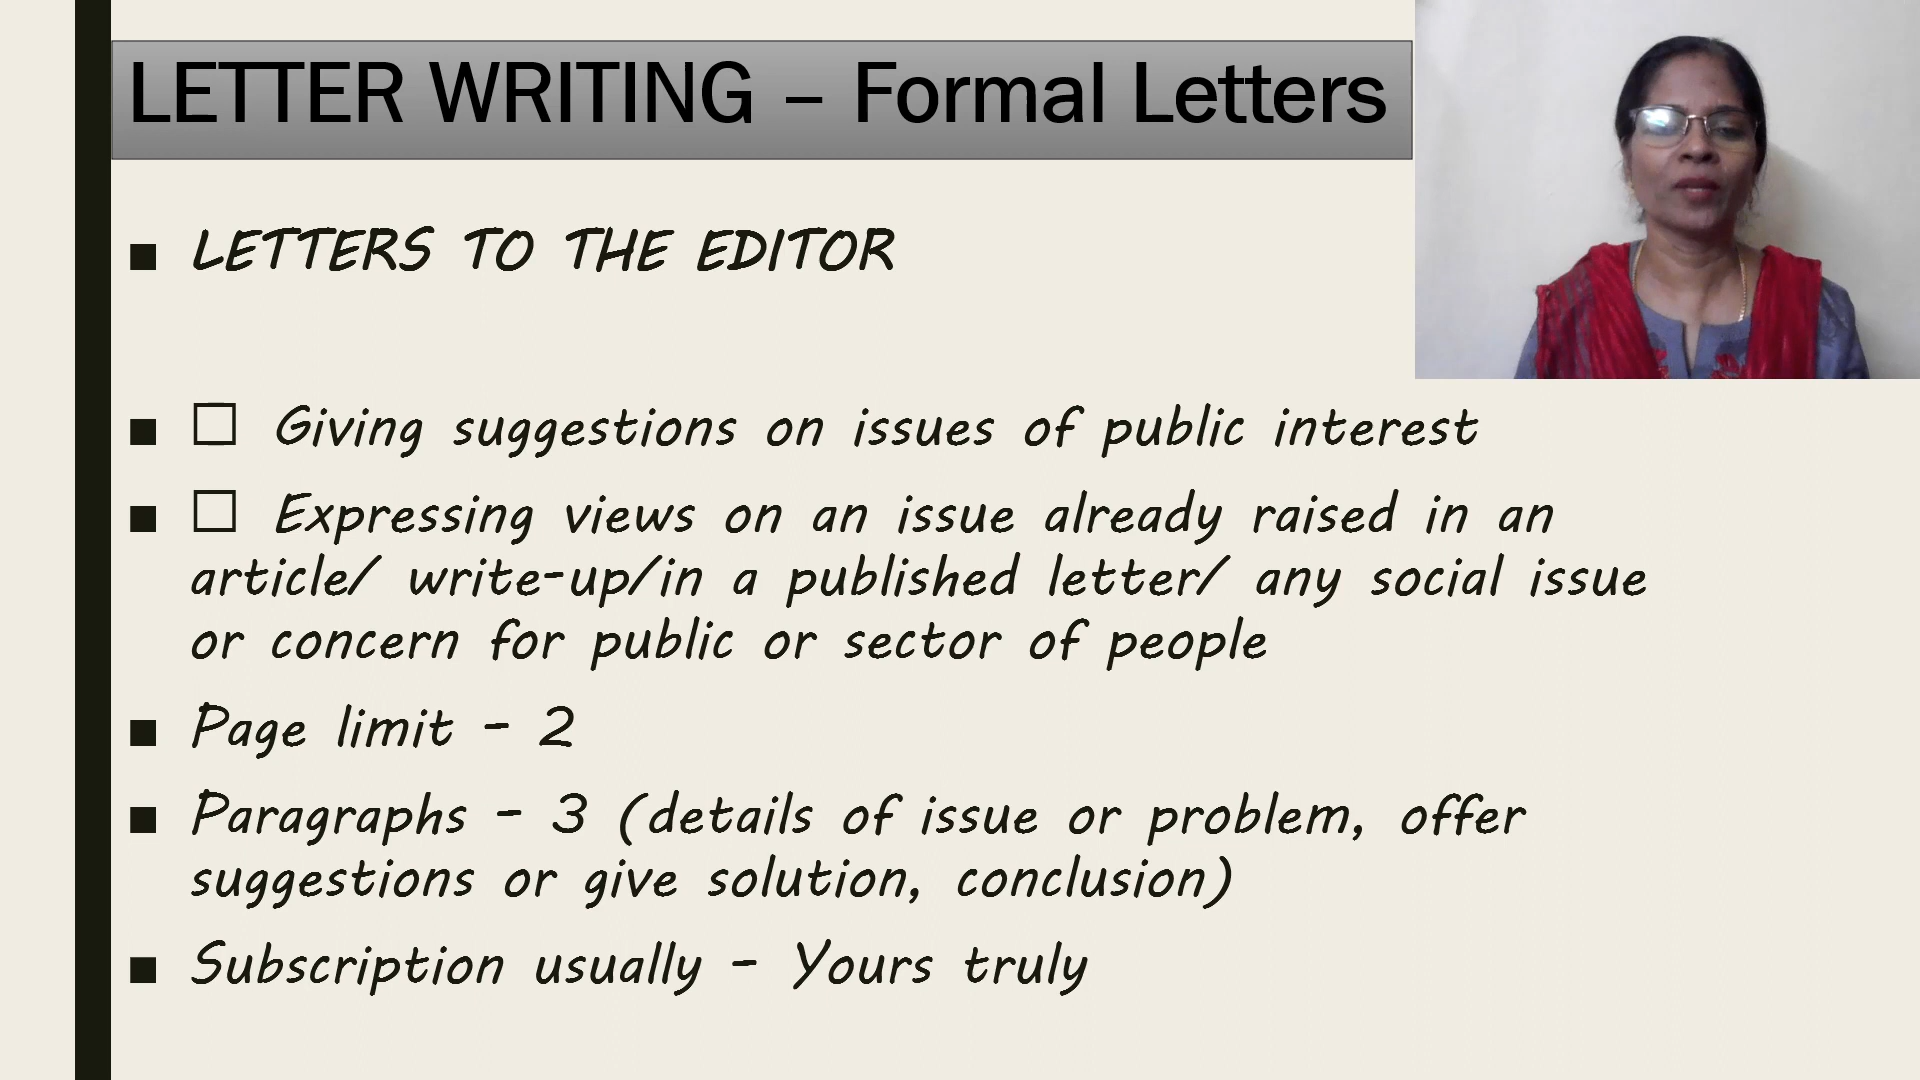 LETTER WRITING – Formal Letters
■ LETTERS TO THE EDITOR
■ □ Giving suggestions on issues of public interest
■ □ Expressing views on an issue already raised in an
article/ write-up/in a published letter/ any social issue
or concern for public or sector of people
■ Page limit – 2
■ Paragraphs – 3 (details of issue or problem, offer
suggestions or give solution, conclusion)
■ Subscription usually – Yours truly